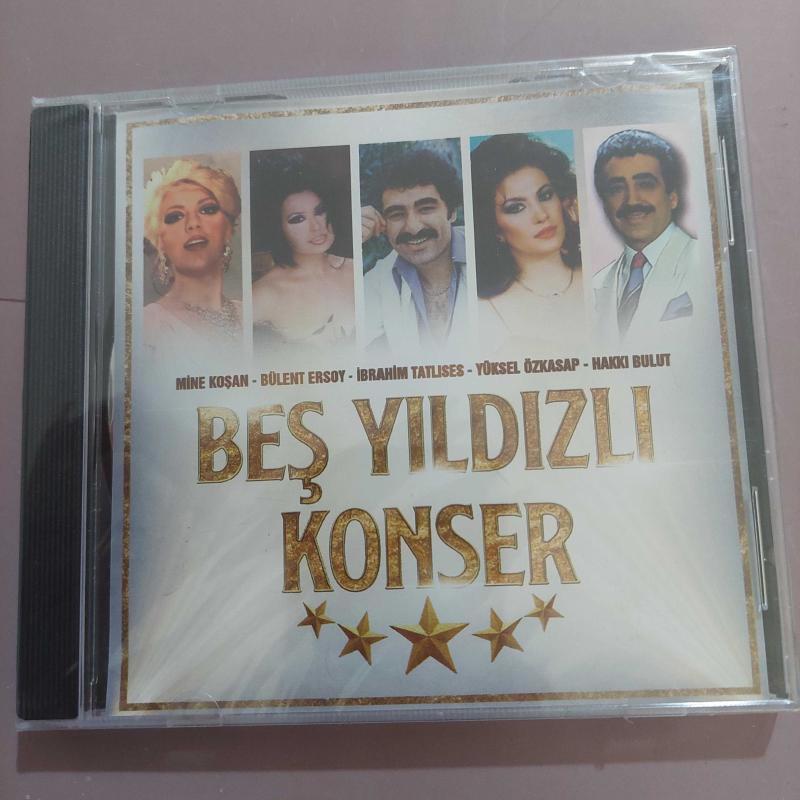 MİNE KOŞAN - BÜLENT ERSOY - İBRAHİM TATLISES - YÜKSEL ÖZKASAP - HAKKI BULUT
BEŞ YILDIZLI
KONSER